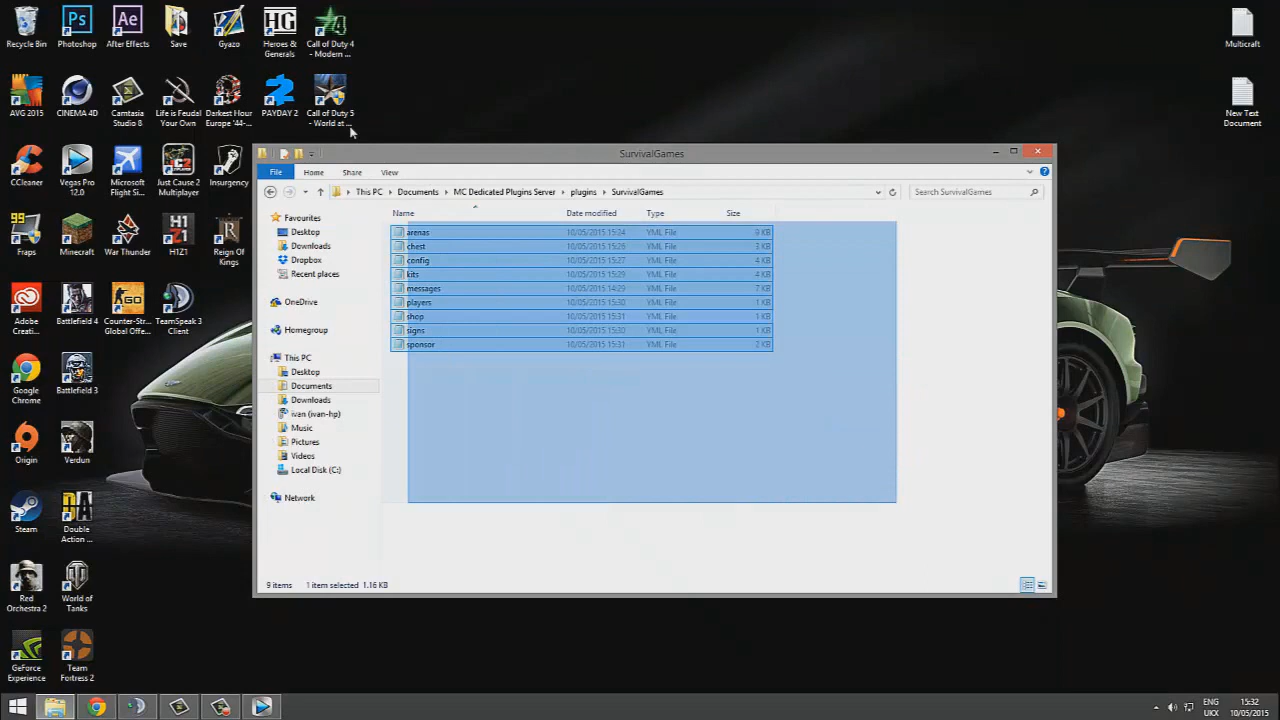 Recycle Bin
Photoshop
After Effects
Save
Gyazo
Heroes & Generals
Call of Duty 4 - Modern ...
AVG 2015
CINEMA 4D
Camtasia Studio 8
Life is Feudal Your Own
Darkest Hour Europe '44-...
PAYDAY 2
Call of Duty 5 - World at ...
CCleaner
Vegas Pro 12.0
Microsoft Flight Si...
Just Cause 2 Multiplayer
Insurgency
Fraps
Minecraft
War Thunder
H1Z1
Reign Of Kings
Adobe Creati...
Battlefield 4
Counter-Str... Global Offe...
TeamSpeak 3 Client
Google Chrome
Battlefield 3
Origin
Verdun
Steam
Double Action ...
Red Orchestra 2
World of Tanks
GeForce Experience
Team Fortress 2
Multicraft
New Text Document
SurvivalGames
File Home Share View
This PC Documents MC Dedicated Plugins Server plugins SurvivalGames
Search SurvivalGames
Favourites
Desktop
Downloads
Dropbox
Recent places
OneDrive
Homegroup
This PC
Desktop
Documents
Downloads
ivan (ivan-hp)
Music
Pictures
Videos
Local Disk (C:)
Network
Name Date modified Type Size
arenas 10/05/2015 15:24 YML File 9 KB
chest 10/05/2015 15:26 YML File 3 KB
config 10/05/2015 15:27 YML File 4 KB
kits 10/05/2015 15:29 YML File 4 KB
messages 10/05/2015 14:29 YML File 7 KB
players 10/05/2015 15:30 YML File 1 KB
shop 10/05/2015 15:31 YML File 1 KB
signs 10/05/2015 15:30 YML File 1 KB
sponsor 10/05/2015 15:31 YML File 2 KB
9 items 1 item selected 1.16 KB
ENG
UKX
15:32
10/05/2015